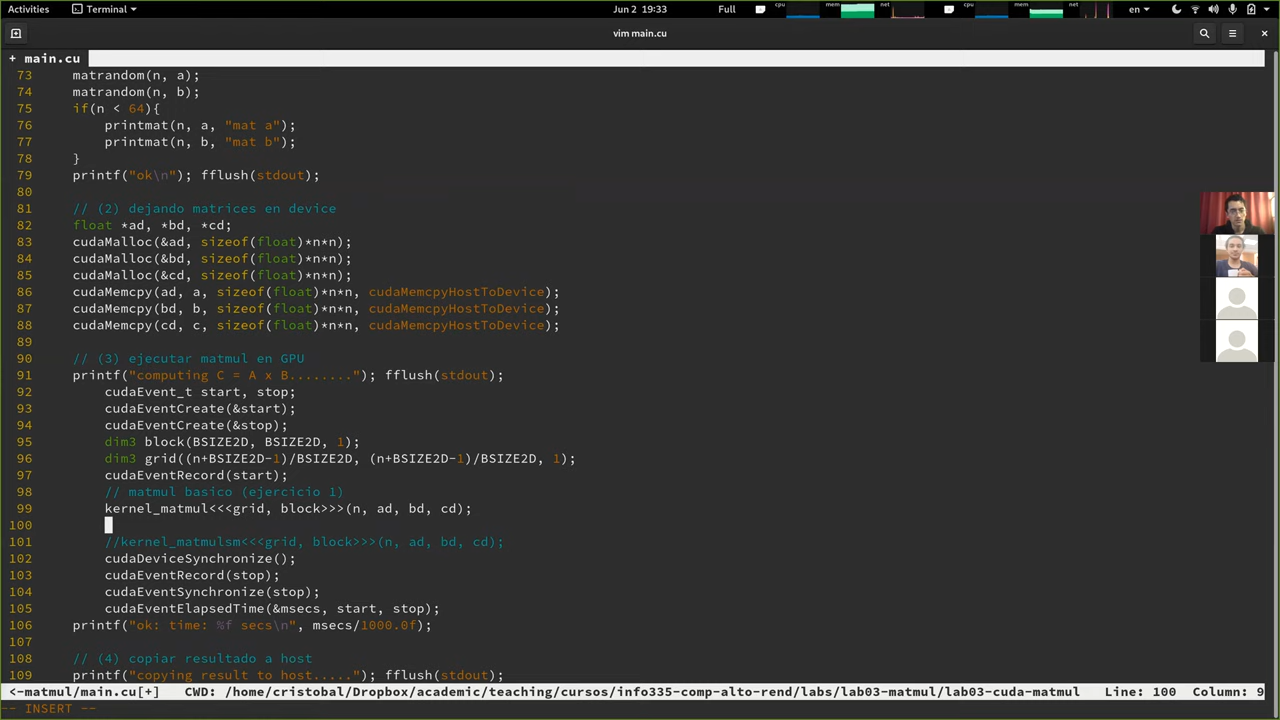 Activities Terminal Jun 2 19:33 Full cpu mem net cpu mem net en
vim main.cu
+ main.cu
73 matrandom(n, a);
74 matrandom(n, b);
75 if(n < 64){
76 printmat(n, a, "mat a");
77 printmat(n, b, "mat b");
78 }
79 printf("ok\n"); fflush(stdout);
80
81 // (2) dejando matrices en device
82 float *ad, *bd, *cd;
83 cudaMalloc(&ad, sizeof(float)*n*n);
84 cudaMalloc(&bd, sizeof(float)*n*n);
85 cudaMalloc(&cd, sizeof(float)*n*n);
86 cudaMemcpy(ad, a, sizeof(float)*n*n, cudaMemcpyHostToDevice);
87 cudaMemcpy(bd, b, sizeof(float)*n*n, cudaMemcpyHostToDevice);
88 cudaMemcpy(cd, c, sizeof(float)*n*n, cudaMemcpyHostToDevice);
89
90 // (3) ejecutar matmul en GPU
91 printf("computing C = A x B........"); fflush(stdout);
92 cudaEvent_t start, stop;
93 cudaEventCreate(&start);
94 cudaEventCreate(&stop);
95 dim3 block(BSIZE2D, BSIZE2D, 1);
96 dim3 grid((n+BSIZE2D-1)/BSIZE2D, (n+BSIZE2D-1)/BSIZE2D, 1);
97 cudaEventRecord(start);
98 // matmul basico (ejercicio 1)
99 kernel_matmul<<<grid, block>>>(n, ad, bd, cd);
100
101 //kernel_matmulsm<<<grid, block>>>(n, ad, bd, cd);
102 cudaDeviceSynchronize();
103 cudaEventRecord(stop);
104 cudaEventSynchronize(stop);
105 cudaEventElapsedTime(&msecs, start, stop);
106 printf("ok: time: %f secs\n", msecs/1000.0f);
107
108 // (4) copiar resultado a host
109 printf("copying result to host....."); fflush(stdout);
<-matmul/main.cu[+] CWD: /home/cristobal/Dropbox/academic/teaching/cursos/info335-comp-alto-rend/labs/lab03-matmul/lab03-cuda-matmul Line: 100 Column: 9
-- INSERT --